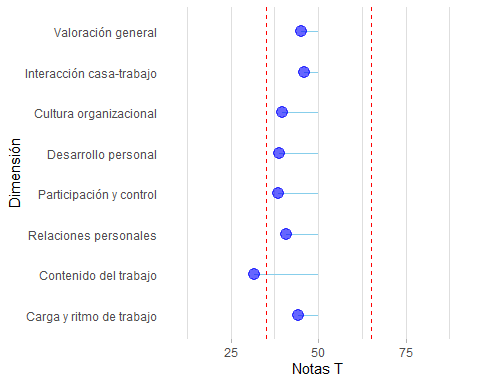 Valoración general
Interacción casa-trabajo
Cultura organizacional
Desarrollo personal
Participación y control
Relaciones personales
Contenido del trabajo
Carga y ritmo de trabajo
Dimensión
25 50 75
Notas T